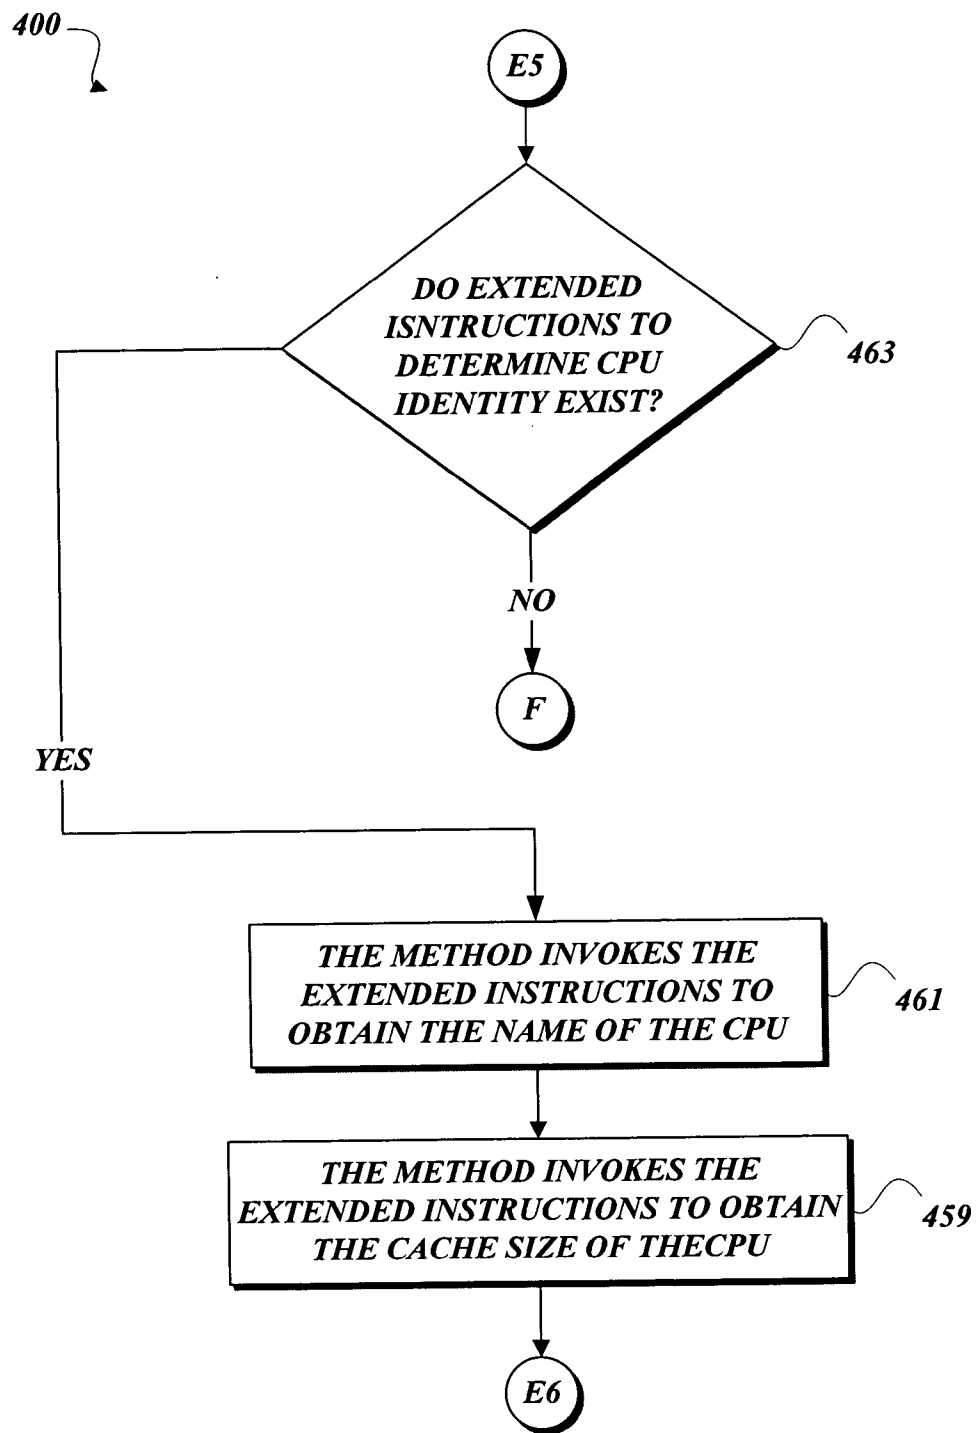 400
E5
DO EXTENDED
ISNTRUCTIONS TO
DETERMINE CPU
IDENTITY EXIST?
463
NO
F
YES
THE METHOD INVOKES THE
EXTENDED INSTRUCTIONS TO
OBTAIN THE NAME OF THE CPU
461
THE METHOD INVOKES THE
EXTENDED INSTRUCTIONS TO OBTAIN
THE CACHE SIZE OF THECPU
459
E6